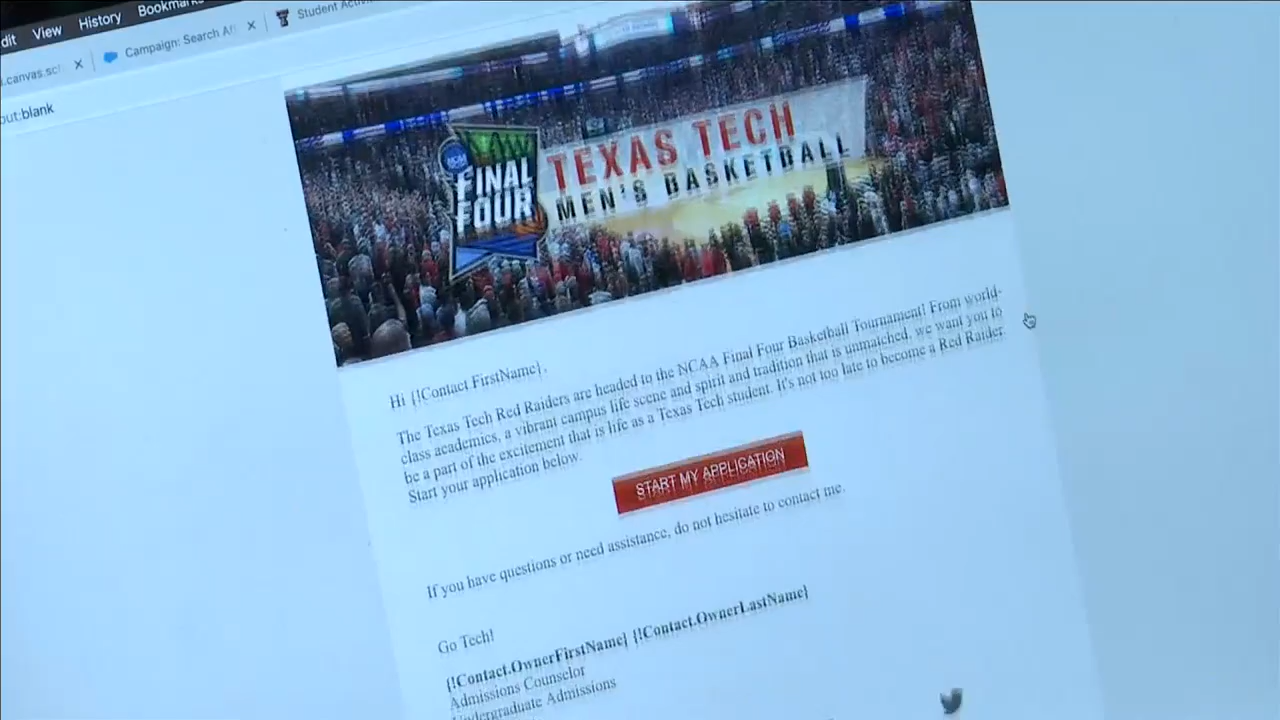 View History Bookmarks
.canvas.sc
Campaign: Search
Student Activi
out:blank
FINAL
FOUR
TEXAS TECH
MEN'S BASKETBALL
Hi {!Contact FirstName},
The Texas Tech Red Raiders are headed to the NCAA Final Four Basketball Tournament! From world-
class academics, a vibrant campus life scene and spirit and tradition that is unmatched, we want you to
be a part of the excitement that is life as a Texas Tech student. It's not too late to become a Red Raider
Start your application below.
START MY APPLICATION
If you have questions or need assistance, do not hesitate to contact me.
Go Tech!
{!Contact.OwnerFirstName} {!Contact.OwnerLastName}
Admissions Counselor
Undergraduate Admissions